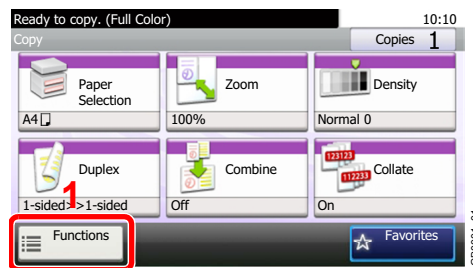 Ready to copy. (Full Color) 10:10
Copy Copies 1
Paper Selection
Zoom
Density
A4
100%
Normal 0
Duplex
Combine
123123
112233
Collate
1
1-sided>>1-sided
Off
On
Functions
Favorites